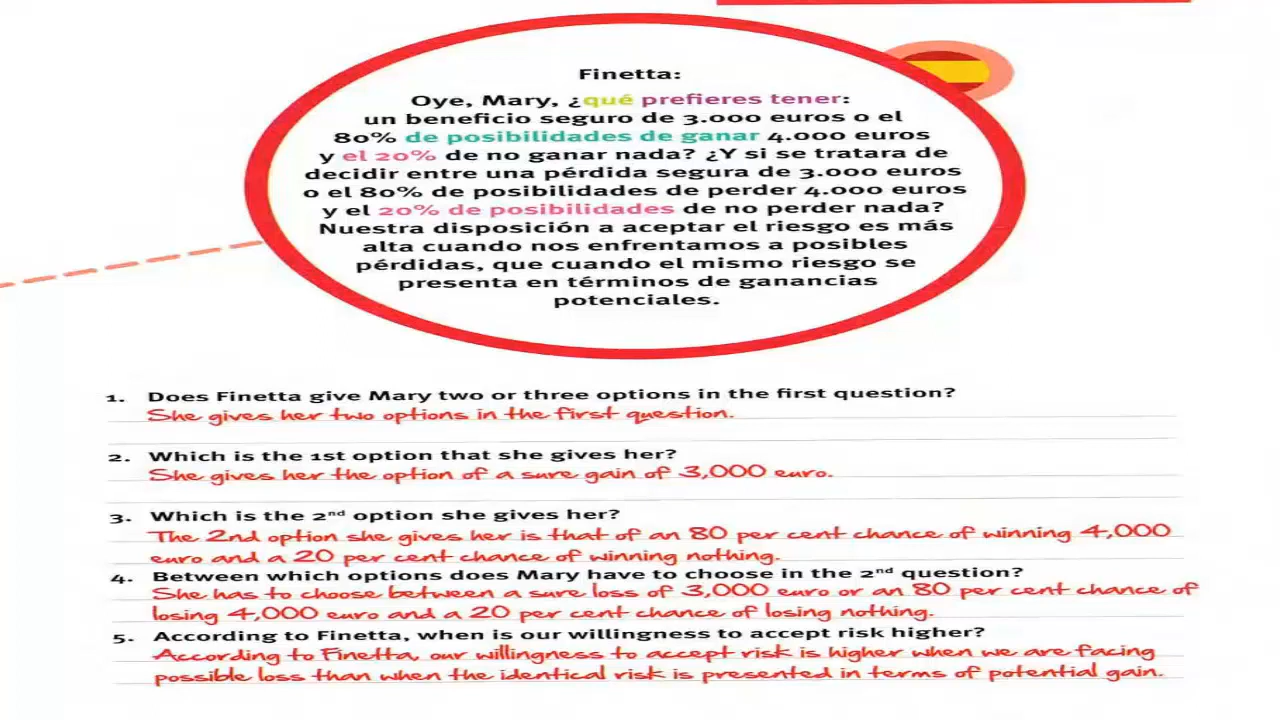 Finetta:
Oye, Mary, ¿qué prefieres tener:
un beneficio seguro de 3.000 euros o el
80% de posibilidades de ganar 4.000 euros
y el 20% de no ganar nada? ¿Y si se tratara de
decidir entre una pérdida segura de 3.000 euros
o el 80% de posibilidades de perder 4.000 euros
y el 20% de posibilidades de no perder nada?
Nuestra disposición a aceptar el riesgo es más
alta cuando nos enfrentamos a posibles
pérdidas, que cuando el mismo riesgo se
presenta en términos de ganancias
potenciales.
1. Does Finetta give Mary two or three options in the first question?
She gives her two options in the first question.
2. Which is the 1st option that she gives her?
She gives her the option of a sure gain of 3,000 euro.
3. Which is the 2nd option she gives her?
The 2nd option she gives her is that of an 80 per cent chance of winning 4,000
euro and a 20 per cent chance of winning nothing.
4. Between which options does Mary have to choose in the 2nd question?
She has to choose between a sure loss of 3,000 euro or an 80 per cent chance of
losing 4,000 euro and a 20 per cent chance of losing nothing.
5. According to Finetta, when is our willingness to accept risk higher?
According to Finetta, our willingness to accept risk is higher when we are facing
possible loss than when the identical risk is presented in terms of potential gain.